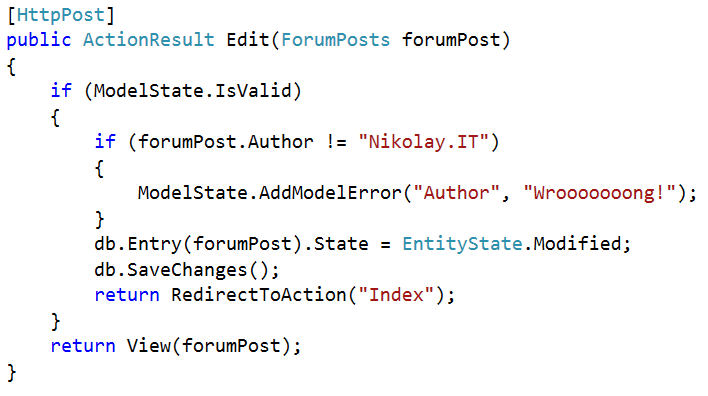 [HttpPost]
public ActionResult Edit(ForumPosts forumPost)
{
    if (ModelState.IsValid)
    {
        if (forumPost.Author != "Nikolay.IT")
        {
            ModelState.AddModelError("Author", "Wrooooooong!");
        }
        db.Entry(forumPost).State = EntityState.Modified;
        db.SaveChanges();
        return RedirectToAction("Index");
    }
    return View(forumPost);
}